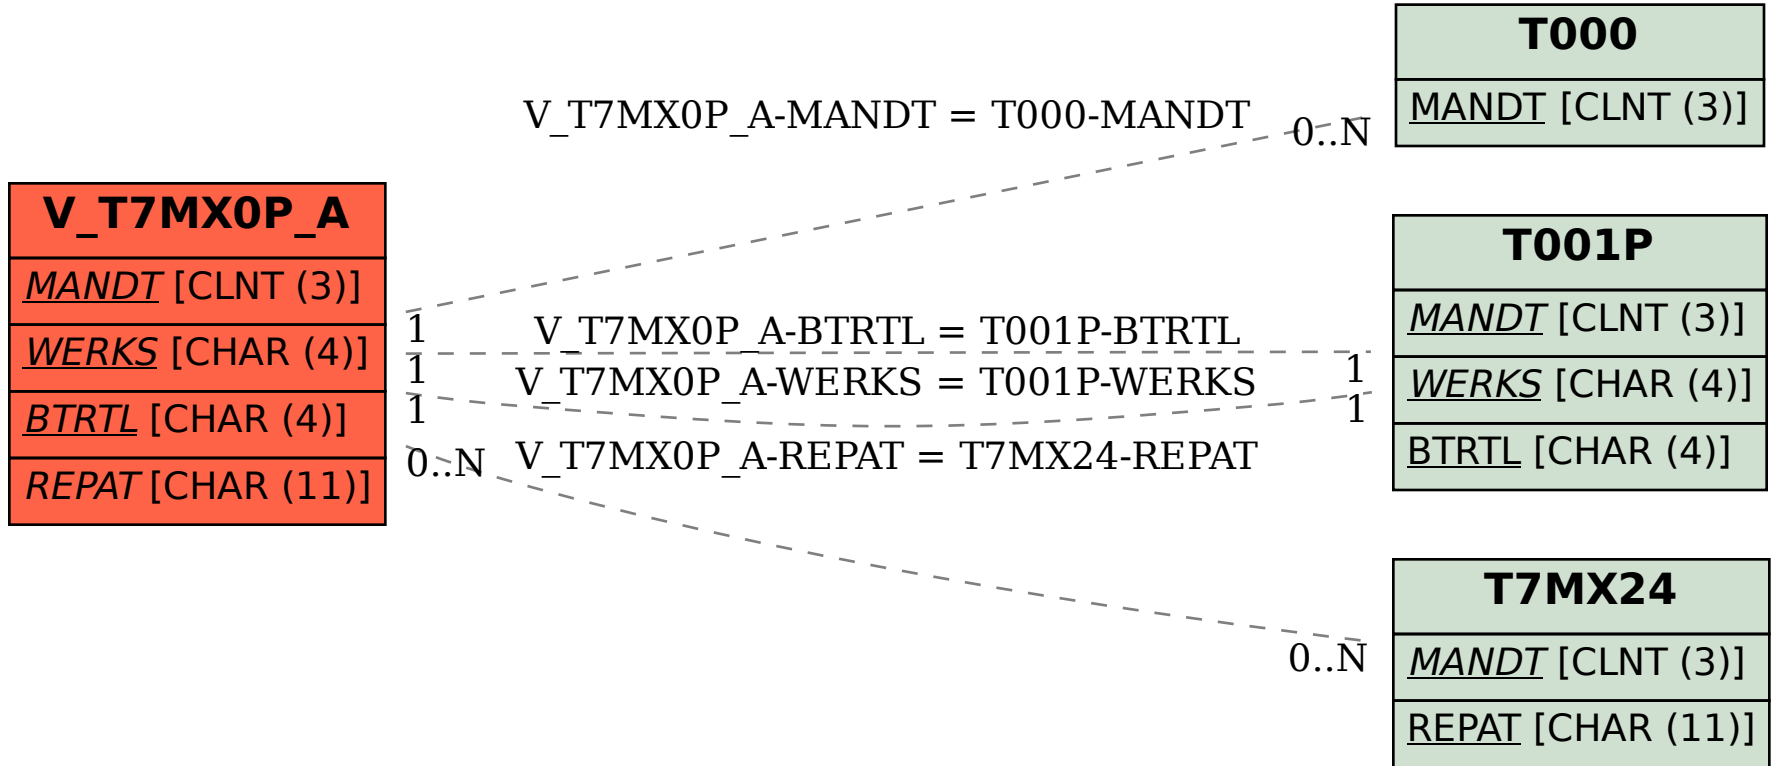 V_T7MX0P_A
MANDT [CLNT (3)]
WERKS [CHAR (4)]
BTRTL [CHAR (4)]
REPAT [CHAR (11)]
V_T7MX0P_A-MANDT = T000-MANDT
0..N
1
V_T7MX0P_A-BTRTL = T001P-BTRTL
1
1
V_T7MX0P_A-WERKS = T001P-WERKS
1
1
0..N
V_T7MX0P_A-REPAT = T7MX24-REPAT
0..N
T000
MANDT [CLNT (3)]
T001P
MANDT [CLNT (3)]
WERKS [CHAR (4)]
BTRTL [CHAR (4)]
T7MX24
MANDT [CLNT (3)]
REPAT [CHAR (11)]